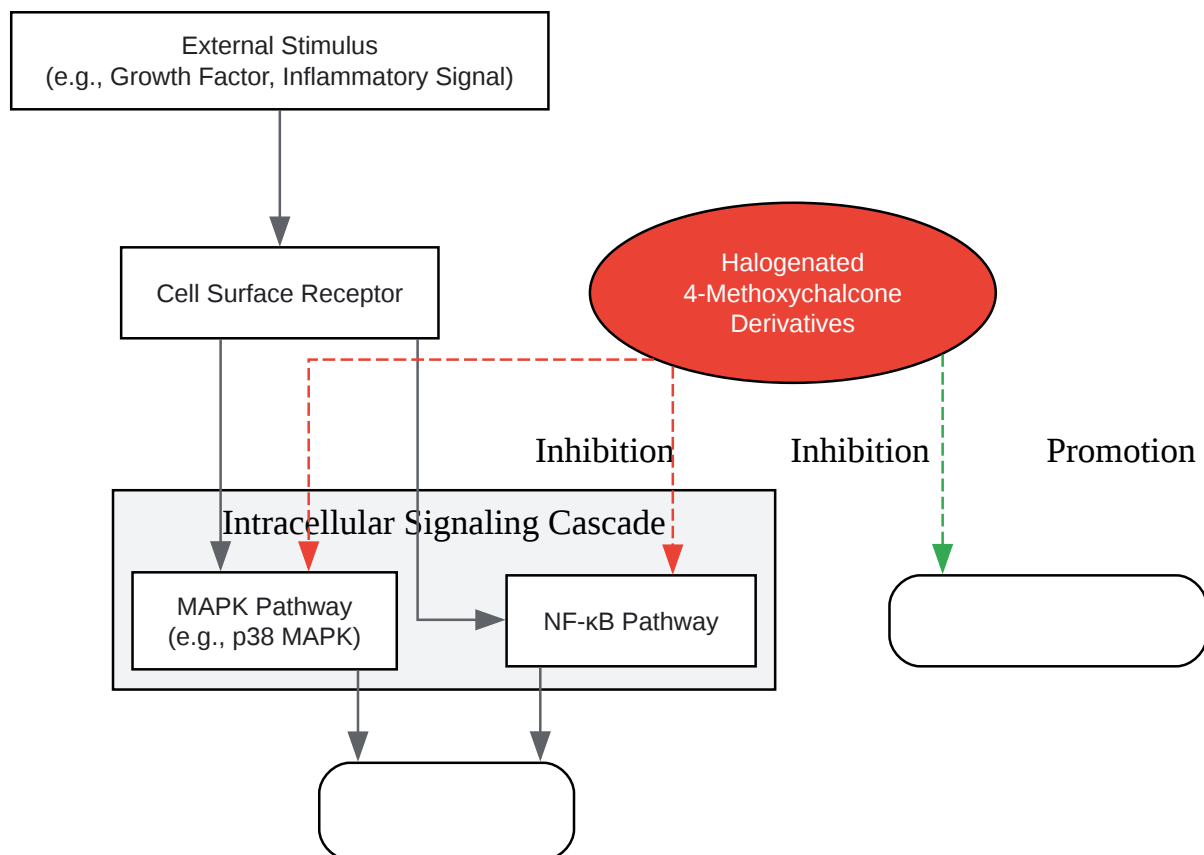 External Stimulus
(e.g., Growth Factor, Inflammatory Signal)
Cell Surface Receptor
Halogenated
4-Methoxychalcone
Derivatives
Inhibition
Inhibition
Promotion
Intracellular Signaling Cascade
MAPK Pathway
(e.g., p38 MAPK)
NF-κB Pathway